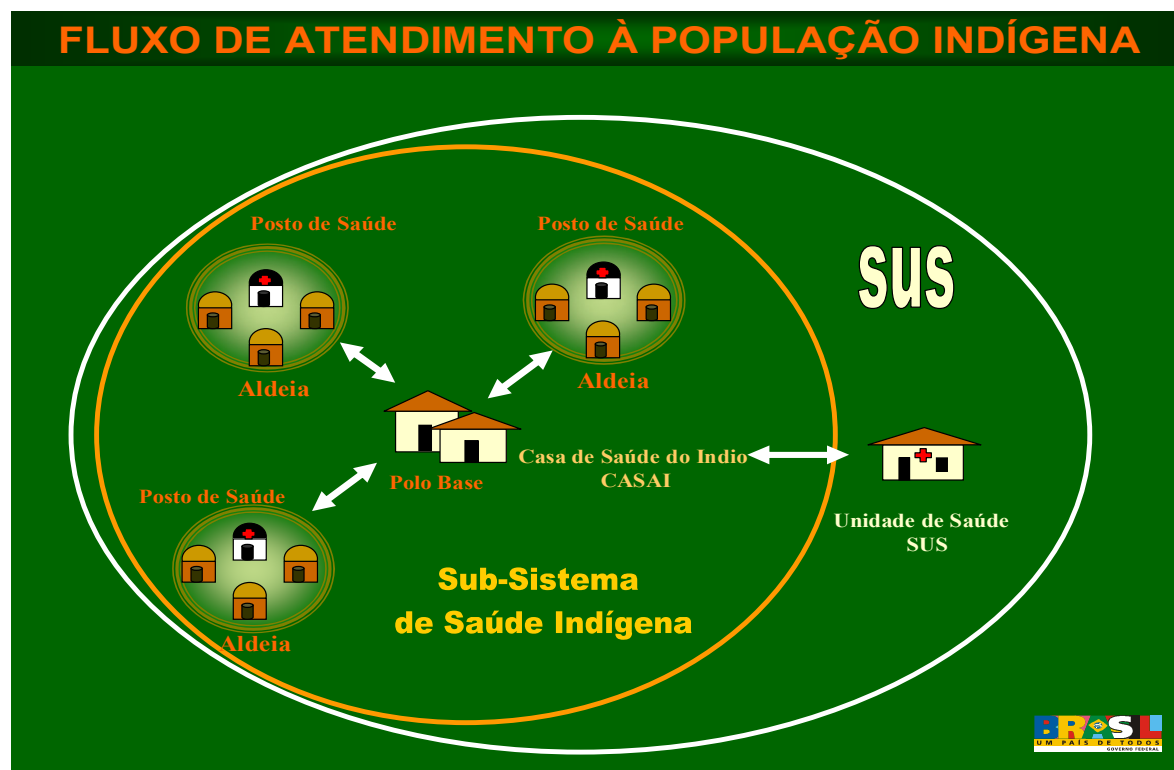 FLUXO DE ATENDIMENTO À POPULAÇÃO INDÍGENA
Posto de Saúde
Posto de Saúde
sus
Aldeia
Aldeia
Casa de Saúde do Indio
CASAI
Polo Base
Posto de Saúde
Unidade de Saúde
SUS
Sub-Sistema
de Saúde Indígena
Aldeia
BRASIL
UM PAÍS DE TODOS
GOVERNO FEDERAL